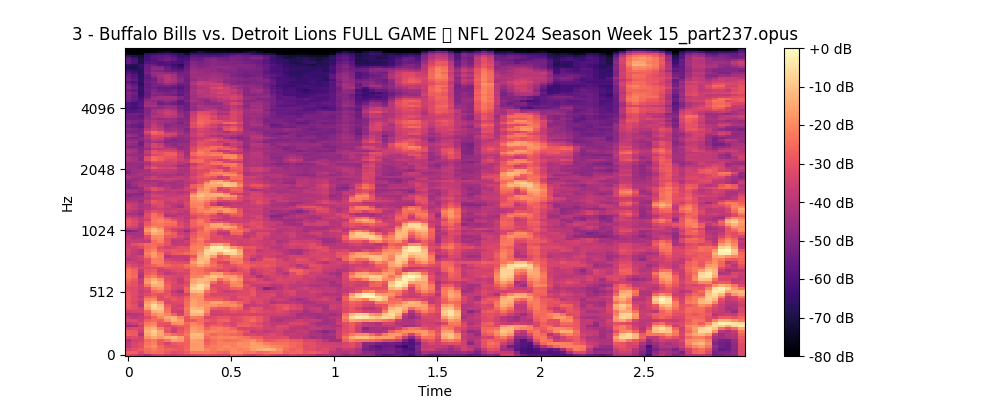 3 - Buffalo Bills vs. Detroit Lions FULL GAME ▯ NFL 2024 Season Week 15_part237.opus
+0 dB
-10 dB
-20 dB
-30 dB
-40 dB
-50 dB
-60 dB
-70 dB
-80 dB
4096
2048
1024
512
0
Hz
0
0.5
1
1.5
2
2.5
Time